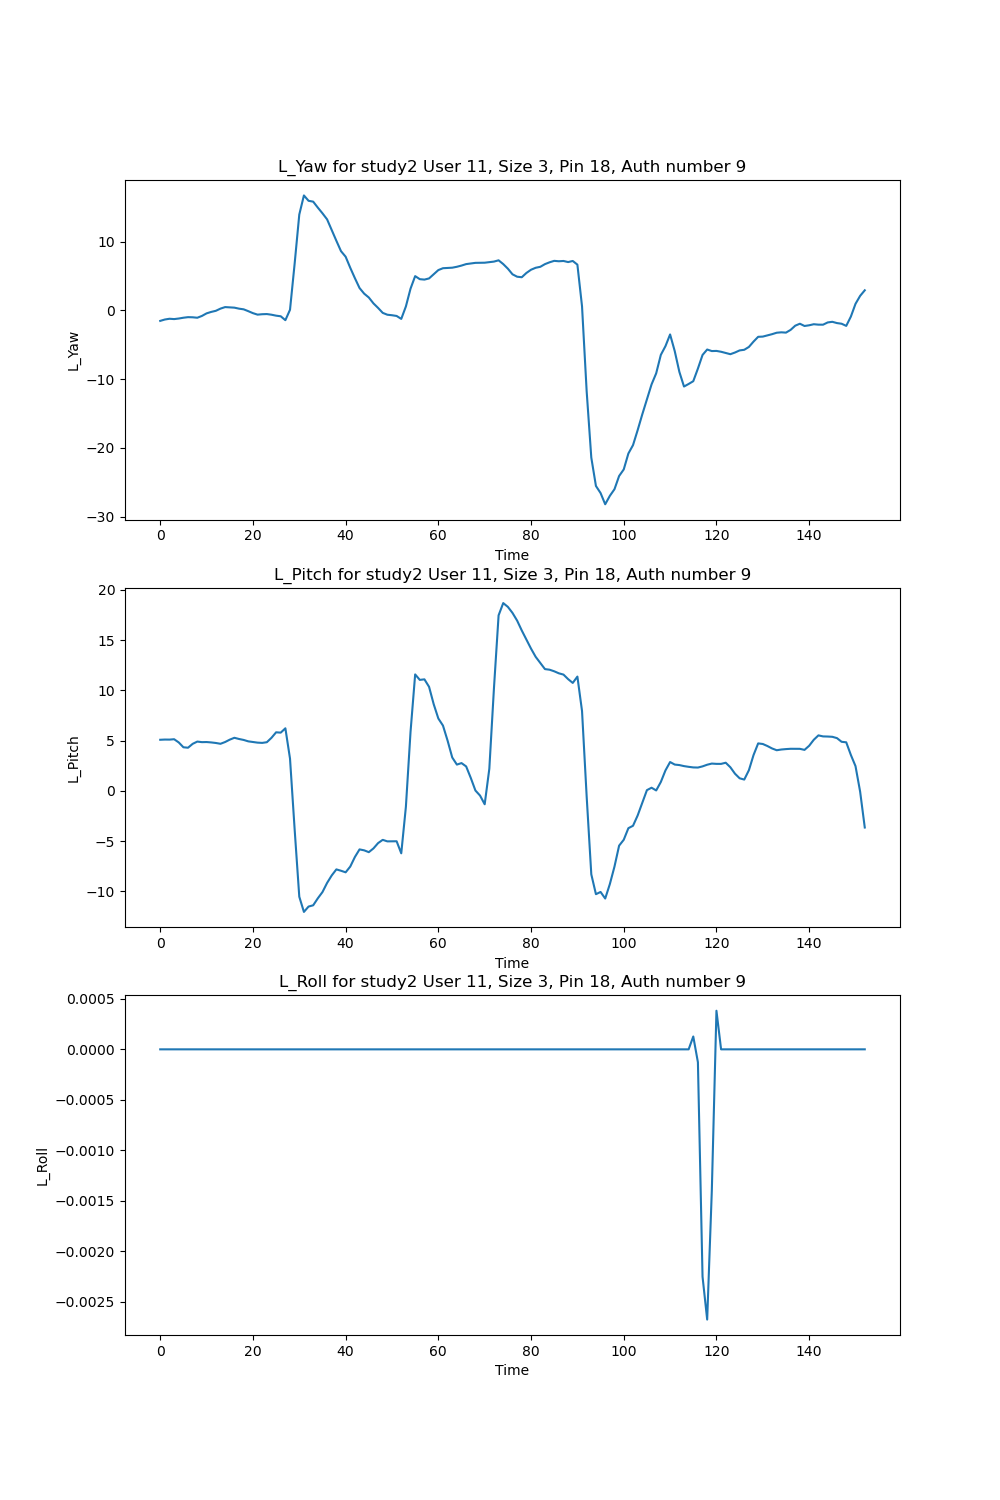 L_Yaw for study2 User 11, Size 3, Pin 18, Auth number 9
10
0
−10
−20
−30
L_Yaw
0 20 40 60 80 100 120 140
Time
L_Pitch for study2 User 11, Size 3, Pin 18, Auth number 9
20
15
10
5
0
−5
−10
L_Pitch
0 20 40 60 80 100 120 140
Time
L_Roll for study2 User 11, Size 3, Pin 18, Auth number 9
0.0005
0.0000
−0.0005
−0.0010
−0.0015
−0.0020
−0.0025
L_Roll
0 20 40 60 80 100 120 140
Time